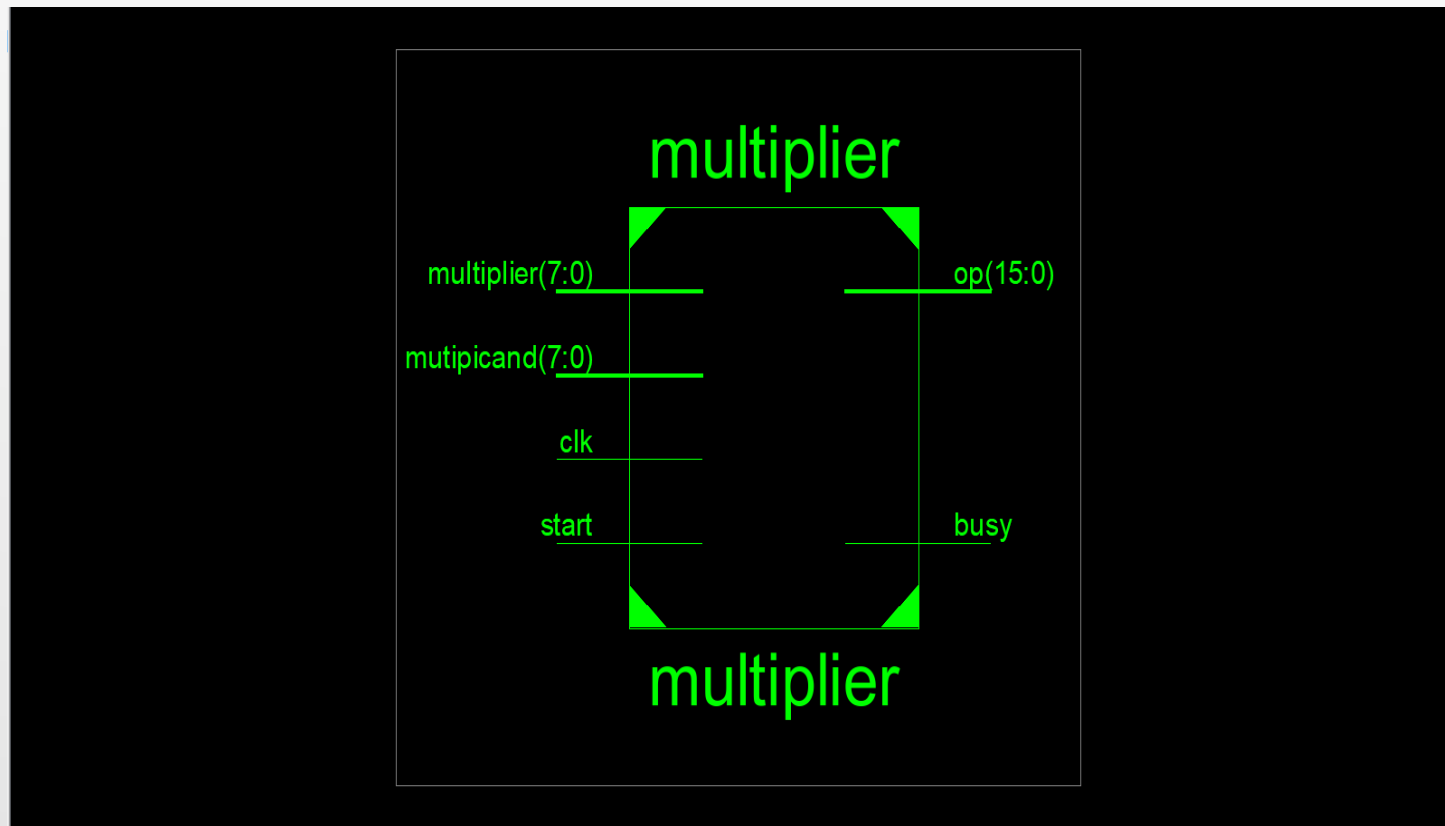 multiplier
multiplier(7:0)
op(15:0)
mutipicand(7:0)
clk
start
busy
multiplier